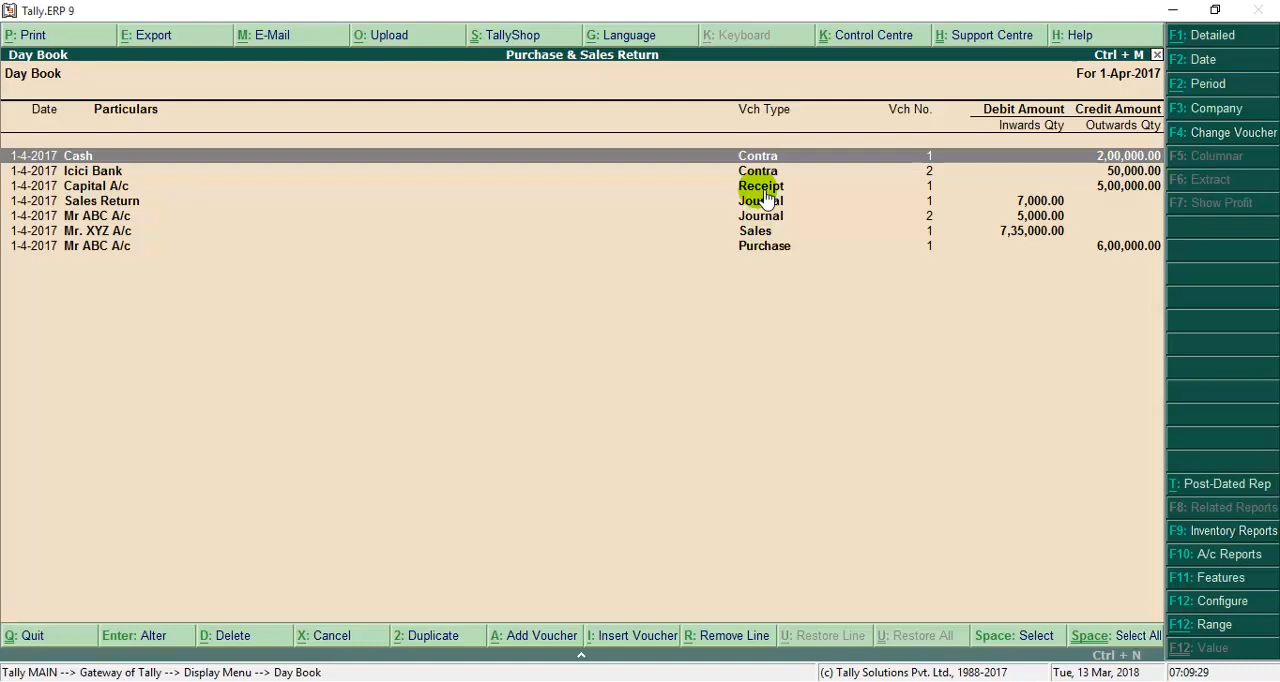 Tally.ERP 9
P: Print E: Export M: E-Mail O: Upload S: TallyShop G: Language K: Keyboard K: Control Centre H: Support Centre H: Help
Day Book Purchase & Sales Return Ctrl + M
Day Book For 1-Apr-2017
Date Particulars Vch Type Vch No. Debit Amount Credit Amount
Inwards Qty Outwards Qty
1-4-2017 Cash Contra 1 2,00,000.00
1-4-2017 Icici Bank Contra 2 50,000.00
1-4-2017 Capital A/c Receipt 1 5,00,000.00
1-4-2017 Sales Return Journal 1 7,000.00
1-4-2017 Mr ABC A/c Journal 2 5,000.00
1-4-2017 Mr. XYZ A/c Sales 1 7,35,000.00
1-4-2017 Mr ABC A/c Purchase 1 6,00,000.00
F1: Detailed
F2: Date
F2: Period
F3: Company
F4: Change Voucher
F5: Columnar
F6: Extract
F7: Show Profit
T: Post-Dated Rep
F8: Related Reports
F9: Inventory Reports
F10: A/c Reports
F11: Features
F12: Configure
F12: Range
F12: Value
Q: Quit Enter: Alter D: Delete X: Cancel 2: Duplicate A: Add Voucher I: Insert Voucher R: Remove Line U: Restore Line U: Restore All Space: Select Space: Select All
Ctrl + N
Tally MAIN --> Gateway of Tally --> Display Menu --> Day Book (c) Tally Solutions Pvt. Ltd., 1988-2017 Tue, 13 Mar, 2018 07:09:29